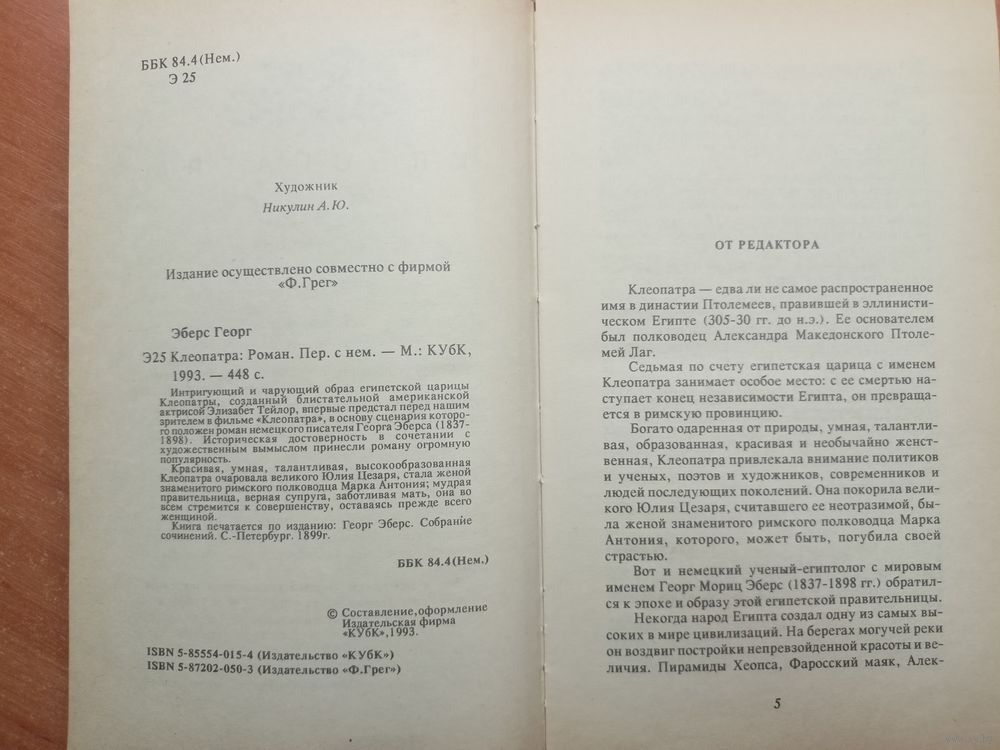 ББК 84.4(Нем.)
Э 25
Художник
Никулин А.Ю.
Издание осуществлено совместно с фирмой
«Ф.Грег»
Эберс Георг
Э25 Клеопатра: Роман. Пер. с нем. — М.: КУбК,
1993. — 448 с.
Интригующий и чарующий образ египетской царицы
Клеопатры, созданный блистательной американской
актрисой Элизабет Тейлор, впервые предстал перед нашим
зрителем в фильме «Клеопатра», в основу сценария которо-
го положен роман немецкого писателя Георга Эберса (1837-
1898). Историческая достоверность в сочетании с
художественным вымыслом принесли роману огромную
популярность.
Красивая, умная, талантливая, высокообразованная
Клеопатра очаровала великого Юлия Цезаря, стала женой
знаменитого римского полководца Марка Антония; мудрая
правительница, верная супруга, заботливая мать, она во
всем стремится к совершенству, оставаясь прежде всего
женщиной.
Книга печатается по изданию: Георг Эберс. Собрание
сочинений. С.-Петербург. 1899г.
ББК 84.4(Нем.)
© Составление,оформление
Издательская фирма
«КУбК»,1993.
ISBN 5-85554-015-4 (Издательство «КУбК»)
ISBN 5-87202-050-3 (Издательство «Ф.Грег»)
ОТ РЕДАКТОРА
Клеопатра — едва ли не самое распространенное
имя в династии Птолемеев, правившей в эллинисти-
ческом Египте (305-30 гг. до н.э.). Ее основателем
был полководец Александра Македонского Птоле-
мей Лаг.
Седьмая по счету египетская царица с именем
Клеопатра занимает особое место: с ее смертью на-
ступает конец независимости Египта, он превраща-
ется в римскую провинцию.
Богато одаренная от природы, умная, талантли-
вая, образованная, красивая и необычайно женст-
венная, Клеопатра привлекала внимание политиков
и ученых, поэтов и художников, современников и
людей последующих поколений. Она покорила вели-
кого Юлия Цезаря, считавшего ее неотразимой, бы-
ла женой знаменитого римского полководца Марка
Антония, которого, может быть, погубила своей
страстью.
Вот и немецкий ученый-египтолог с мировым
именем Георг Мориц Эберс (1837-1898 гг.) обратил-
ся к эпохе и образу этой египетской правительницы.
Некогда народ Египта создал одну из самых вы-
соких в мире цивилизаций. На берегах могучей реки
он воздвиг постройки непревзойденной красоты и ве-
личия. Пирамиды Хеопса, Фаросский маяк, Алек-
5